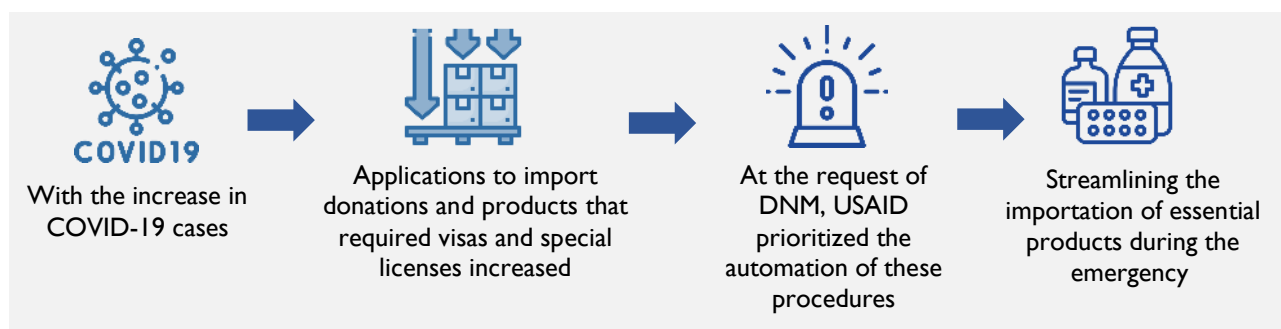 COVID19
With the increase in
COVID-19 cases
Applications to import
donations and products that
required visas and special
licenses increased
At the request of
DNM, USAID
prioritized the
automation of these
procedures
Streamlining the
importation of essential
products during the
emergency